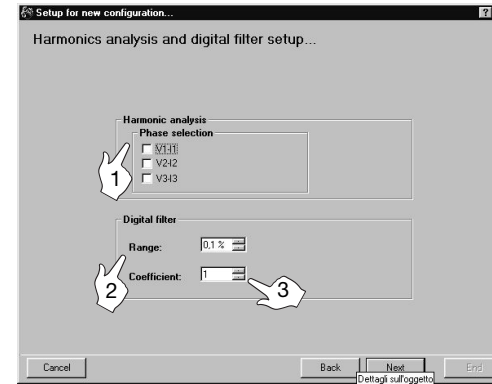 Setup for new configuration...
?
Harmonics analysis and digital filter setup...
Harmonic analysis
Phase selection
V1-I1
V2-I2
V3-I3
1
Digital filter
Range:
0,1 %
Coefficient:
1
2
3
Cancel
Back
Next
End
Dettagli sull'oggetto